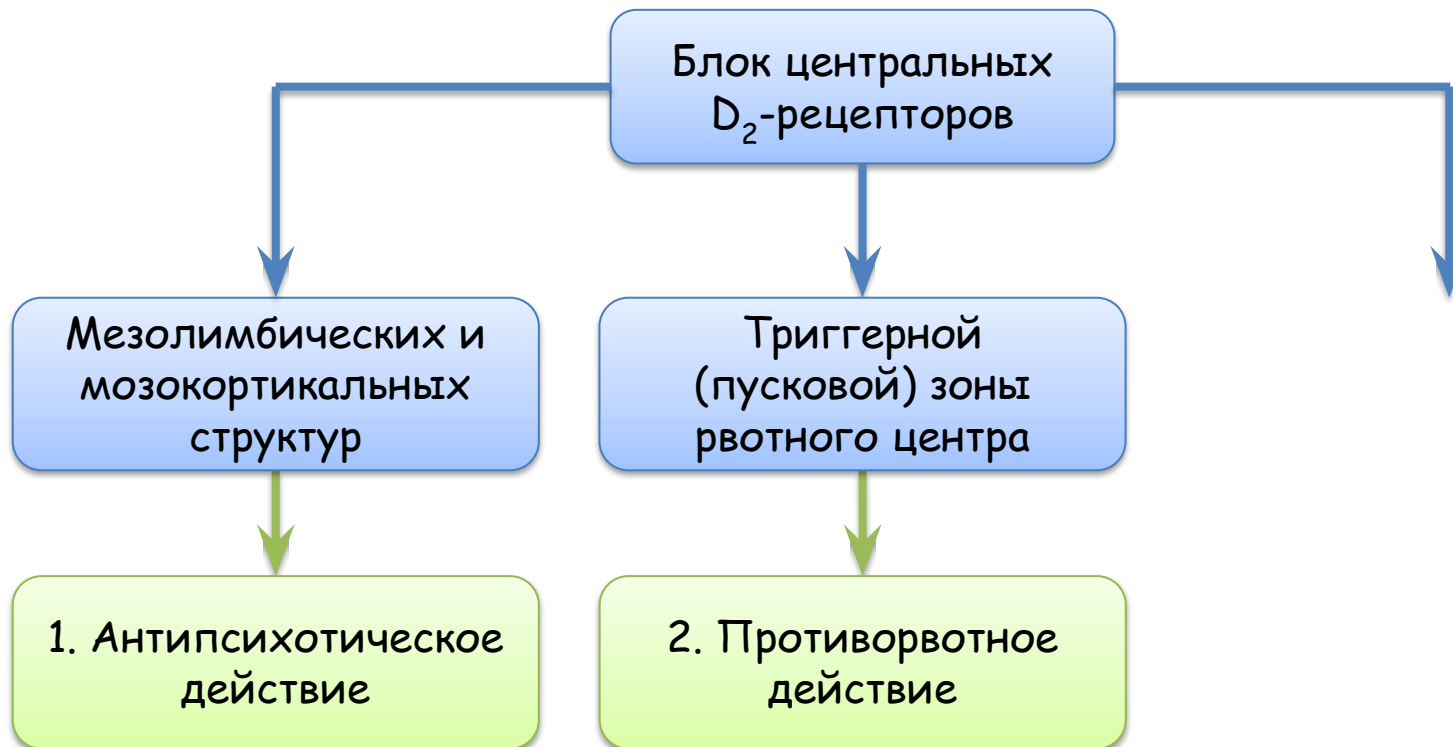 Блок центральных
D₂-рецепторов
Мезолимбических и
мозокортикальных
структур
Триггерной
(пусковой) зоны
рвотного центра
1. Антипсихотическое
действие
2. Противорвотное
действие